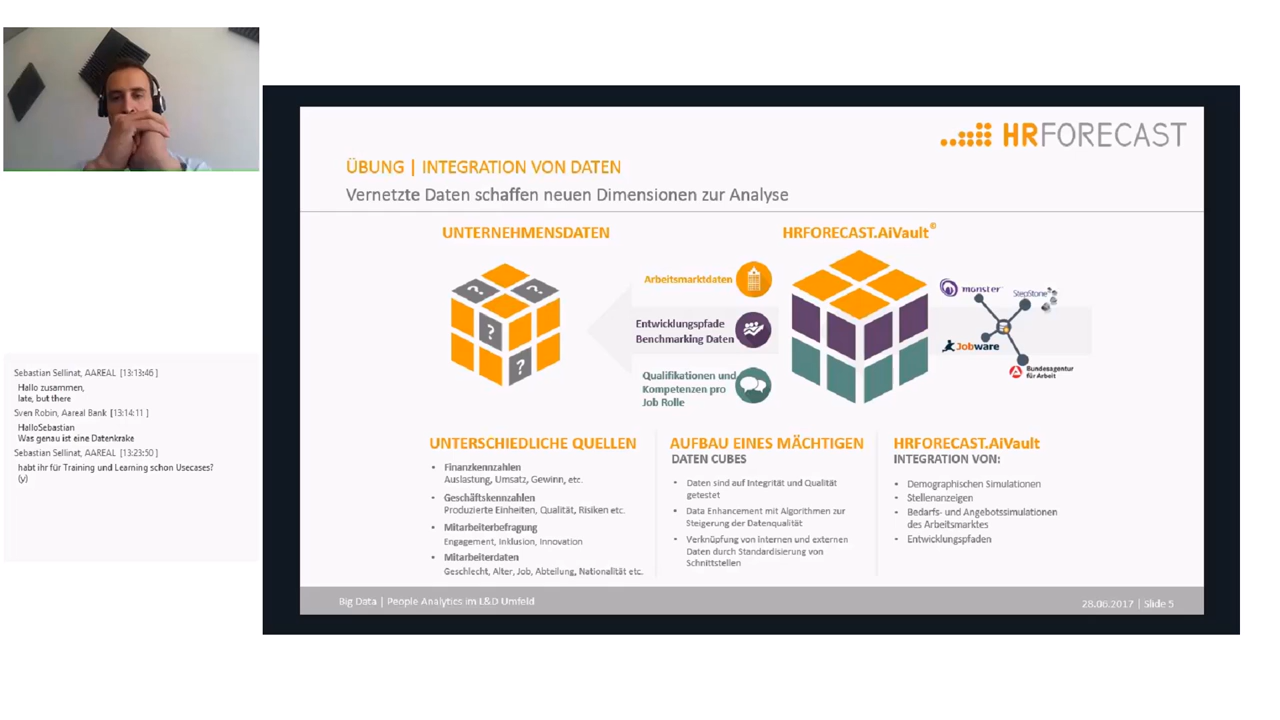 HRFORECAST
ÜBUNG | INTEGRATION VON DATEN
Vernetzte Daten schaffen neuen Dimensionen zur Analyse
UNTERNEHMENSDATEN
HRFORECAST.AiVault®
?
?
?
?
Arbeitsmarktdaten
Entwicklungspfade
Benchmarking Daten
Qualifikationen und
Kompetenzen pro
Job Rolle
monster
StepStone
Jobware
Bundesagentur
für Arbeit
UNTERSCHIEDLICHE QUELLEN
• Finanzkennzahlen
Auslastung, Umsatz, Gewinn, etc.
• Geschäftskennzahlen
Produzierte Einheiten, Qualität, Risiken etc.
• Mitarbeiterbefragung
Engagement, Inklusion, Innovation
• Mitarbeiterdaten
Geschlecht, Alter, Job, Abteilung, Nationalität etc.
AUFBAU EINES MÄCHTIGEN
DATEN CUBES
• Daten sind auf Integrität und Qualität
getestet
• Data Enhancement mit Algorithmen zur
Steigerung der Datenqualität
• Verknüpfung von Internen und externen
Daten durch Standardisierung von
Schnittstellen
HRFORECAST.AiVault
INTEGRATION VON:
• Demographischen Simulationen
• Stellenanzeigen
• Bedarfs- und Angebotssimulationen
des Arbeitsmarktes
• Entwicklungspfaden
Big Data | People Analytics im L&D Umfeld
28.06.2017 | Slide 5
Sebastian Sellinat, AAREAL [13:13:46 ]
Hallo zusammen,
late, but there
Sven Robin, Aareal Bank [13:14:11 ]
HalloSebastian
Was genau ist eine Datenkrake
Sebastian Sellinat, AAREAL [13:23:50 ]
habt ihr für Training und Learning schon Usecases?
(y)